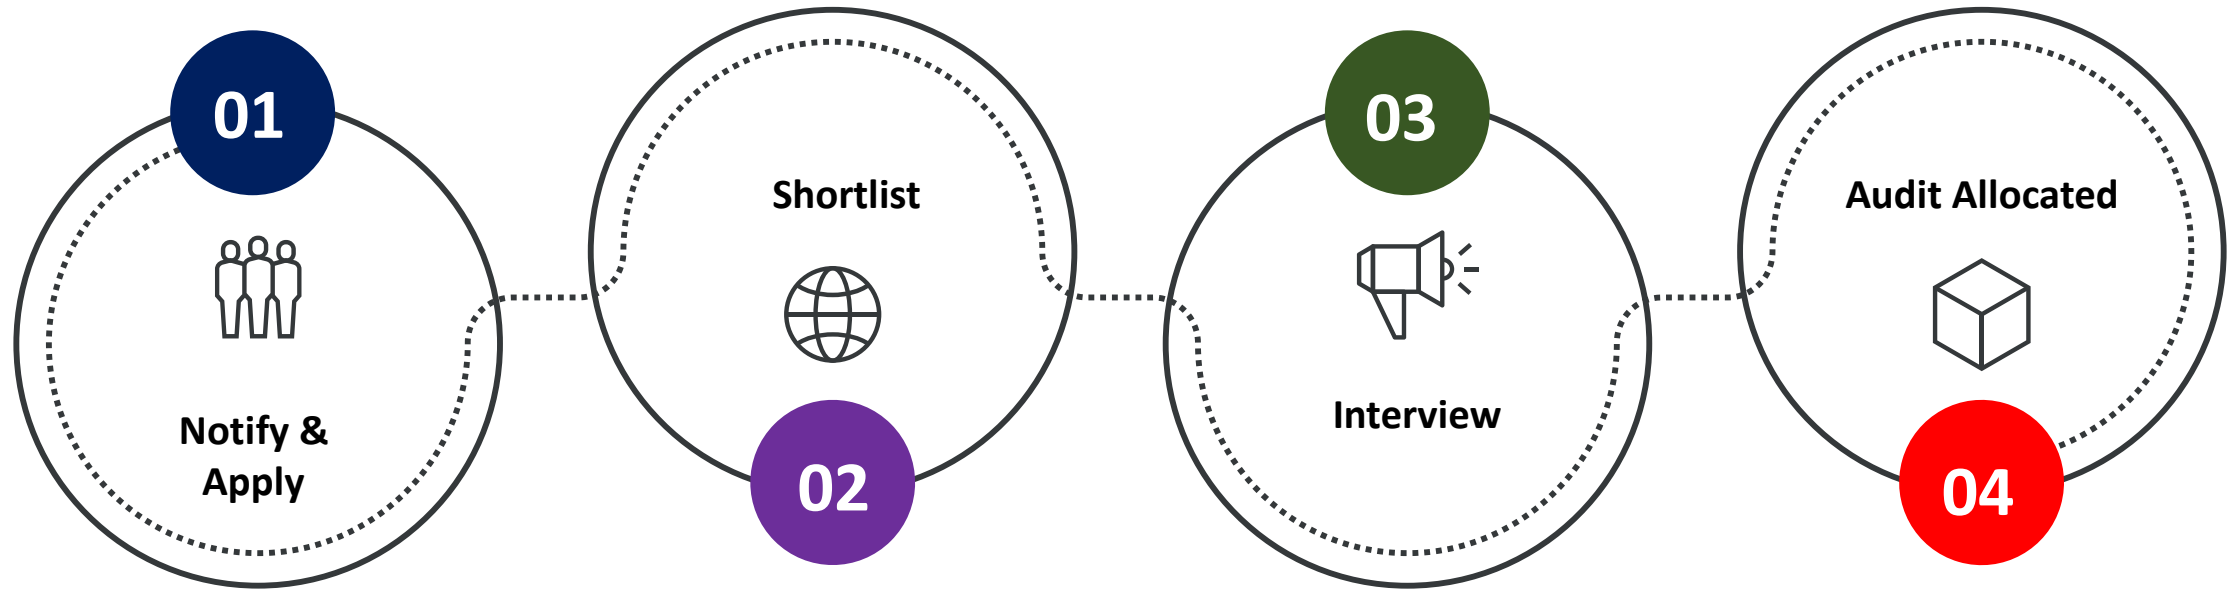 01
Notify &
Apply
Shortlist
02
03
Interview
Audit Allocated
04